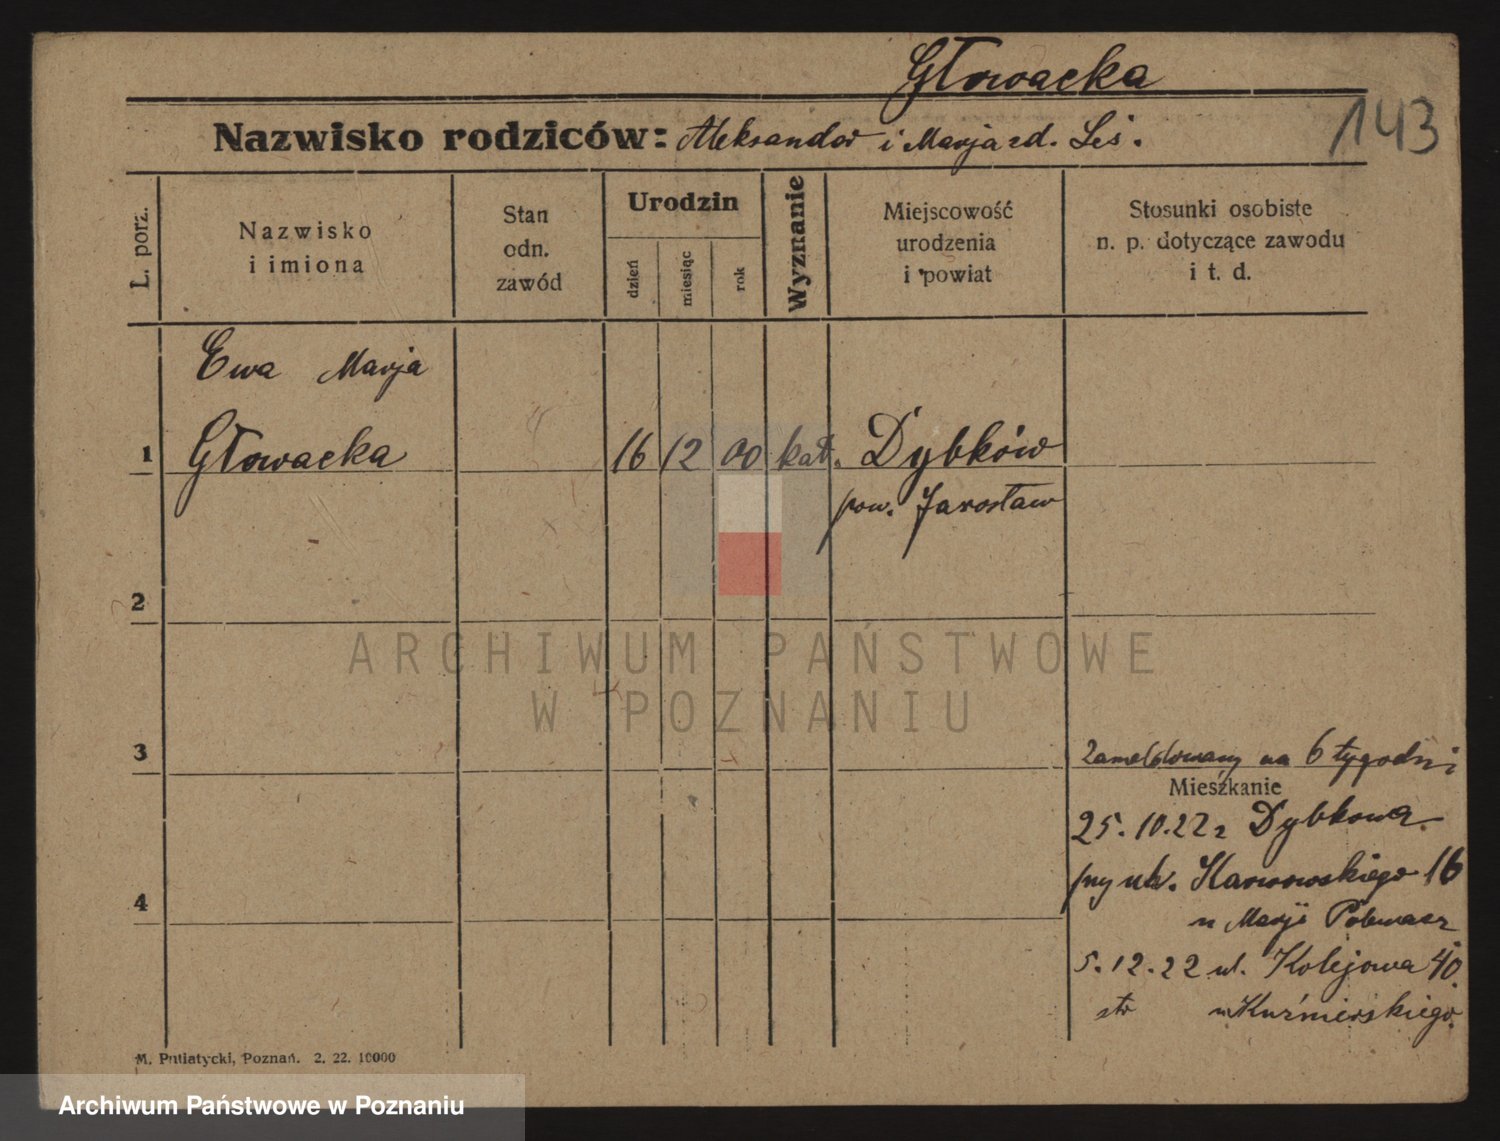 Głowacka
143
Nazwisko rodziców: Aleksander i Marja zd. Leś.
L. porz.
Nazwisko
i imiona
Stan
odn.
zawód
Urodzin
dzień
miesiąc
rok
Wyznanie
Miejscowość
urodzenia
i powiat
Stosunki osobiste
n. p. dotyczące zawodu
i t. d.
Ewa Marja
1 Głowacka 16 12 00 kat. Dybków
pow. Jarosław
2
ARCHIWUM PAŃSTWOWE
W POZNANIU
3
Zameldowany na 6 tygodni
Mieszkanie
25.10.22 z Dybkowa
przy ul. 16
4
u Marji
5.12.22 ul. Kolejowa 40.
u Kuźmierskiego.
M. Putiatycki, Poznań. 2. 22. 10000
Archiwum Państwowe w Poznaniu